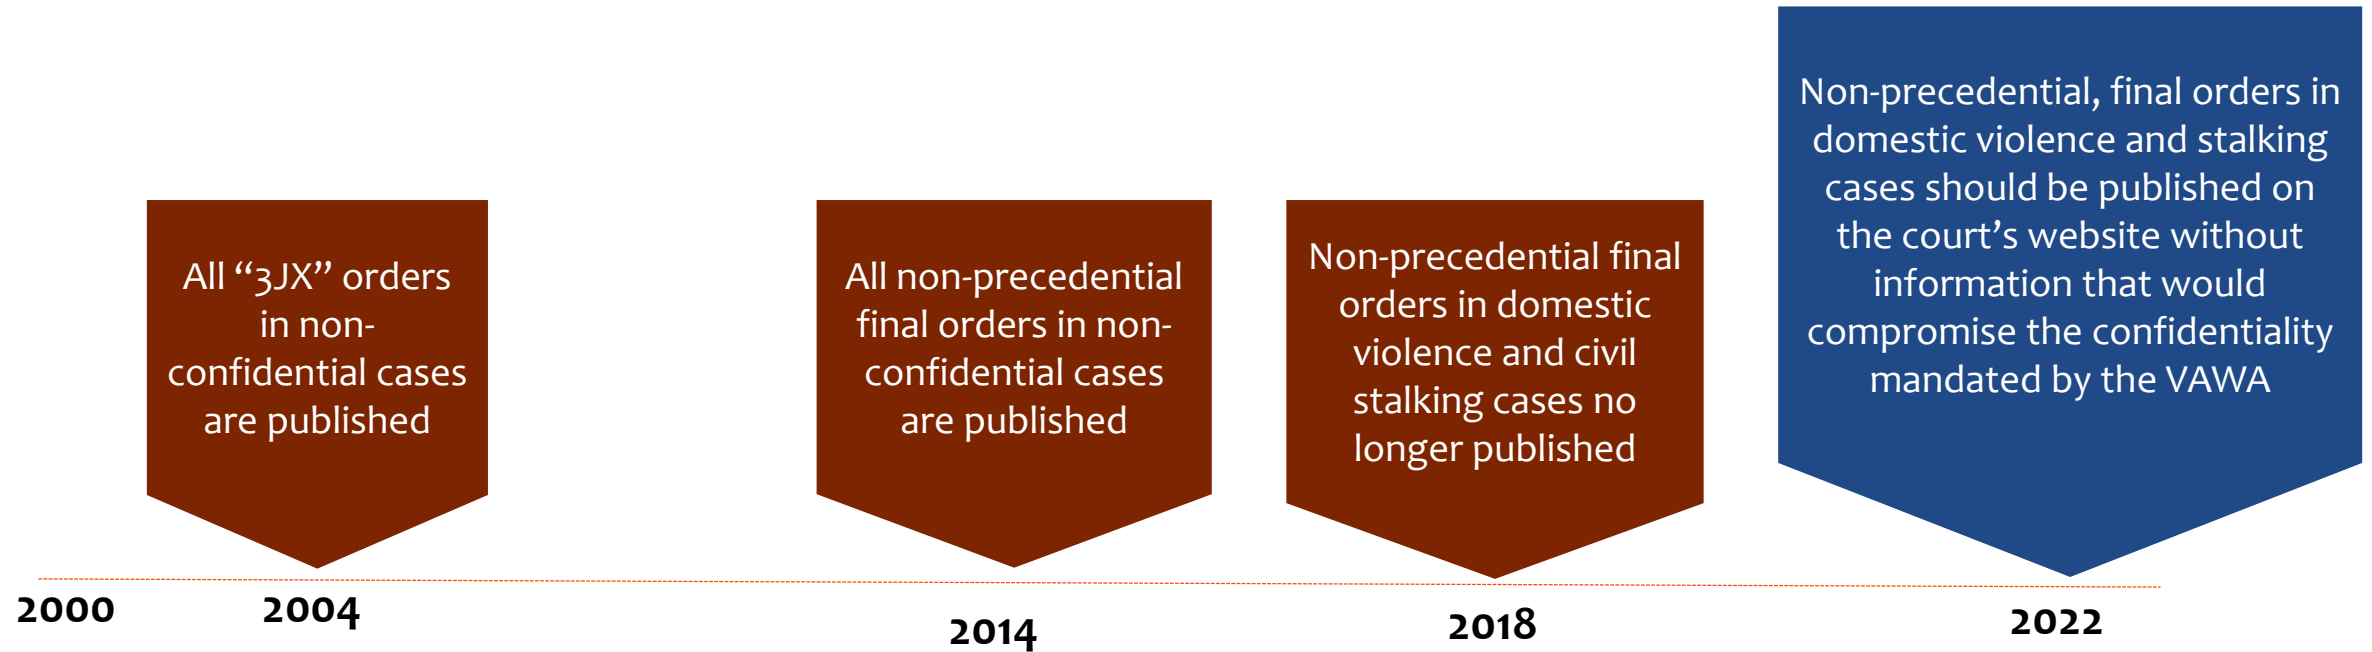 All “3JX” orders
in non-
confidential cases
are published
All non-precedential
final orders in non-
confidential cases
are published
Non-precedential final
orders in domestic
violence and civil
stalking cases no
longer published
Non-precedential, final orders in
domestic violence and stalking
cases should be published on
the court’s website without
information that would
compromise the confidentiality
mandated by the VAWA
2000
2004
2014
2018
2022